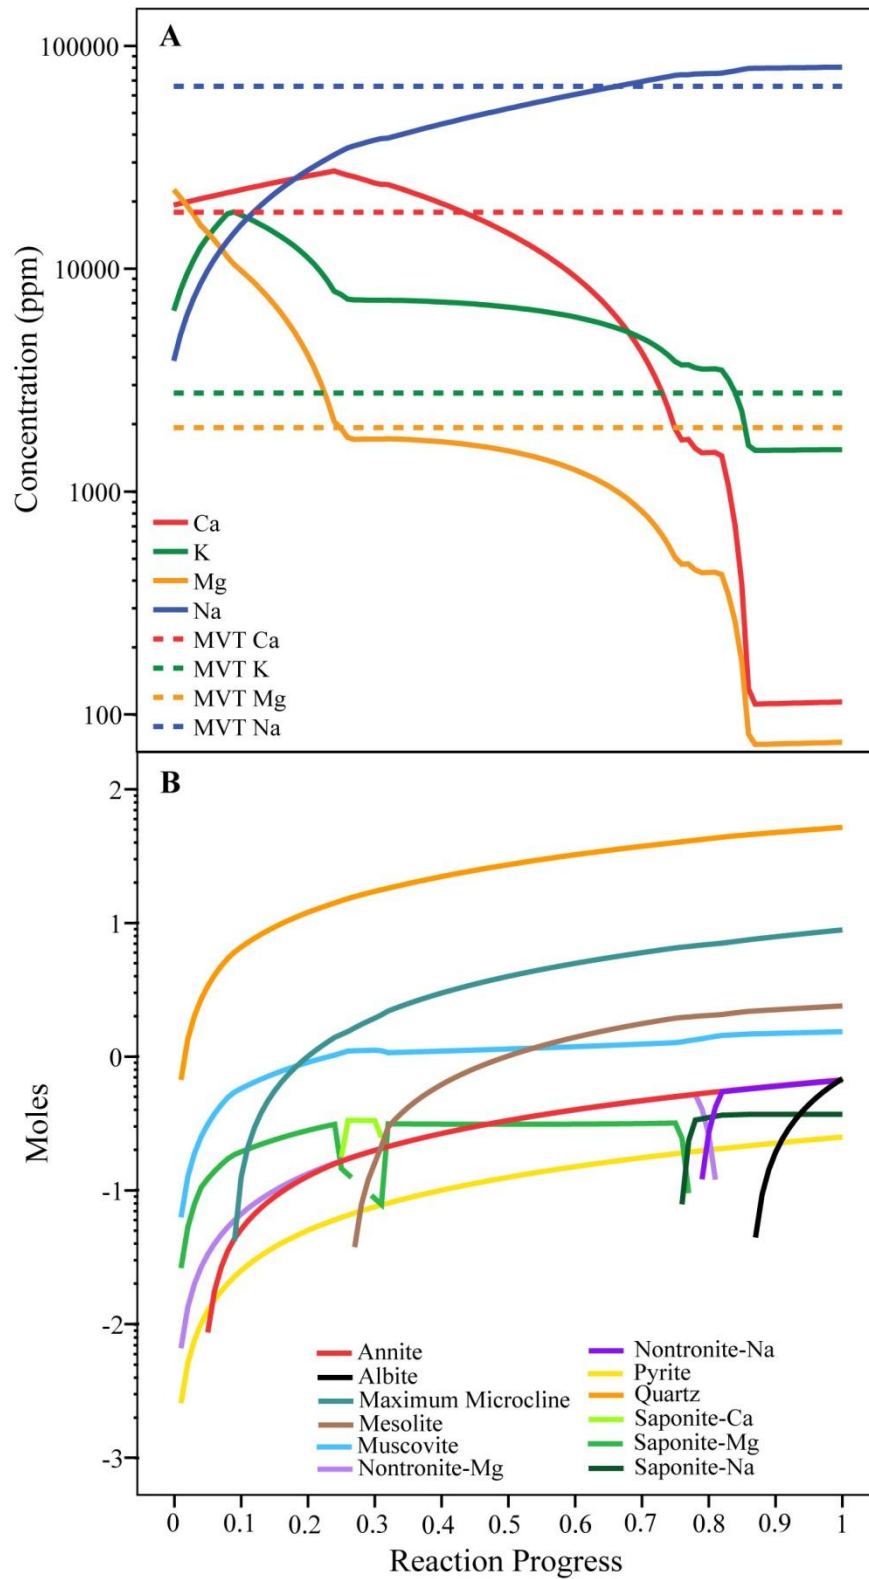 A
100000
10000
1000
100
Concentration (ppm)
Ca
K
Mg
Na
MVT Ca
MVT K
MVT Mg
MVT Na
B
2
1
0
-1
-2
-3
Moles
Annite
Albite
Maximum Microcline
Mesolite
Muscovite
Nontronite-Mg
Nontronite-Na
Pyrite
Quartz
Saponite-Ca
Saponite-Mg
Saponite-Na
0 0.1 0.2 0.3 0.4 0.5 0.6 0.7 0.8 0.9 1
Reaction Progress